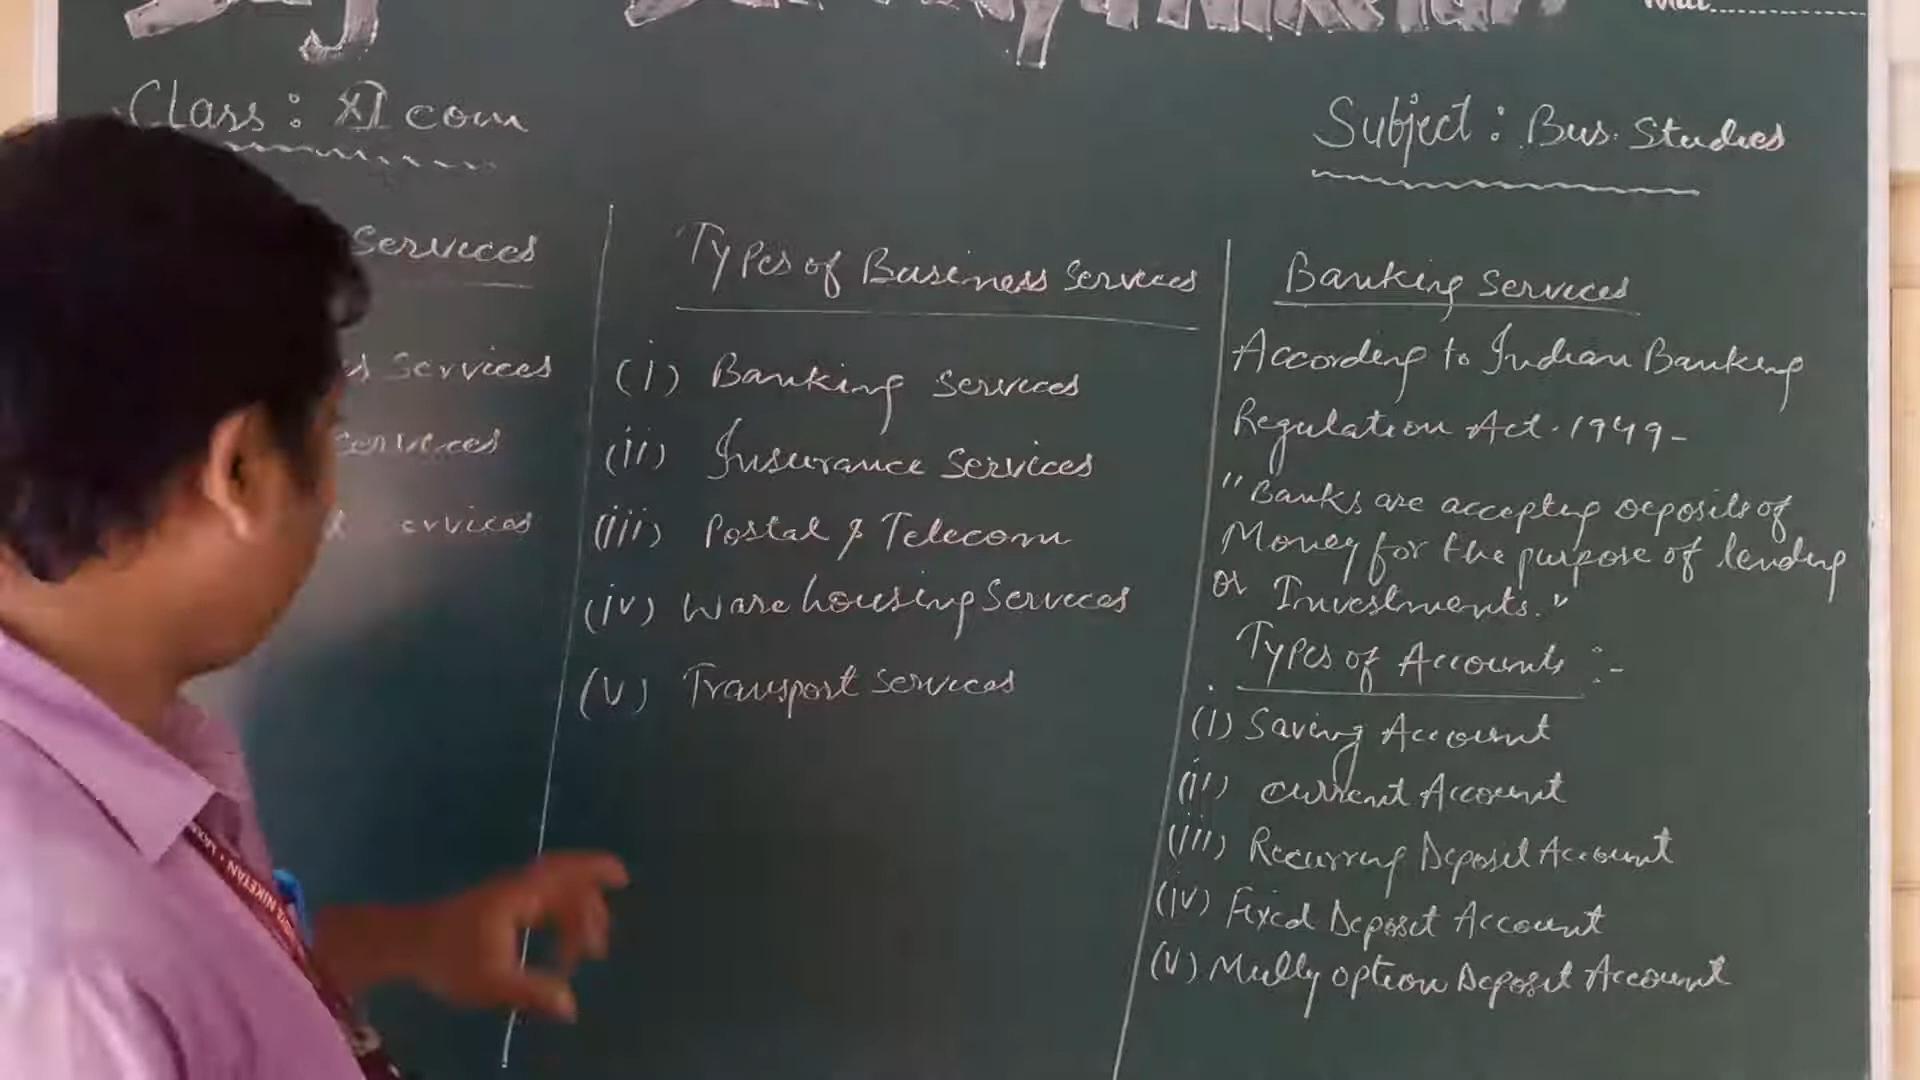 Class : XI com
Subject : Bus. Studies
Services
Services
Services
ervices
Types of Business Services
(i) Banking Services
(ii) Insurance Services
(iii) Postal & Telecom
(iv) Warehousing Services
(v) Transport Services
Banking Services
According to Indian Banking
Regulation Act. 1949-
"Banks are accepting deposits of
Money for the purpose of lending
or Investments."
Types of Accounts :-
(i) Saving Account
(ii) current Account
(iii) Recurring Deposit Account
(iv) Fixed Deposit Account
(v) Multy option Deposit Account
NIKETAN